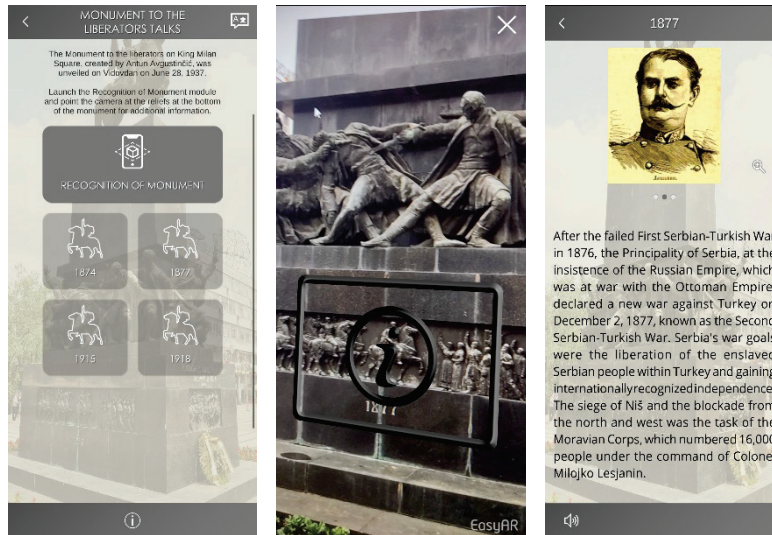 MONUMENT TO THE
LIBERATORS TALKS
The Monument to the liberators on King Milan
Square, created by Antun Avgustinčić, was
unveiled on Vidovdan on June 28, 1937.
Launch the Recognition of Monument module
and point the camera at the reliefs at the bottom
of the monument for additional information.
RECOGNITION OF MONUMENT
1874
1877
1915
1918
i
1877
EasyAR
1877
After the failed First Serbian-Turkish War
in 1876, the Principality of Serbia, at the
insistence of the Russian Empire, which
was at war with the Ottoman Empire
declared a new war against Turkey on
December 2, 1877, known as the Second
Serbian-Turkish War. Serbia's war goals
were the liberation of the enslaved
Serbian people within Turkey and gaining
internationally recognized independence
The siege of Niš and the blockade from
the north and west was the task of the
Moravian Corps, which numbered 16,000
people under the command of Colonel
Milojko Lesjanin.